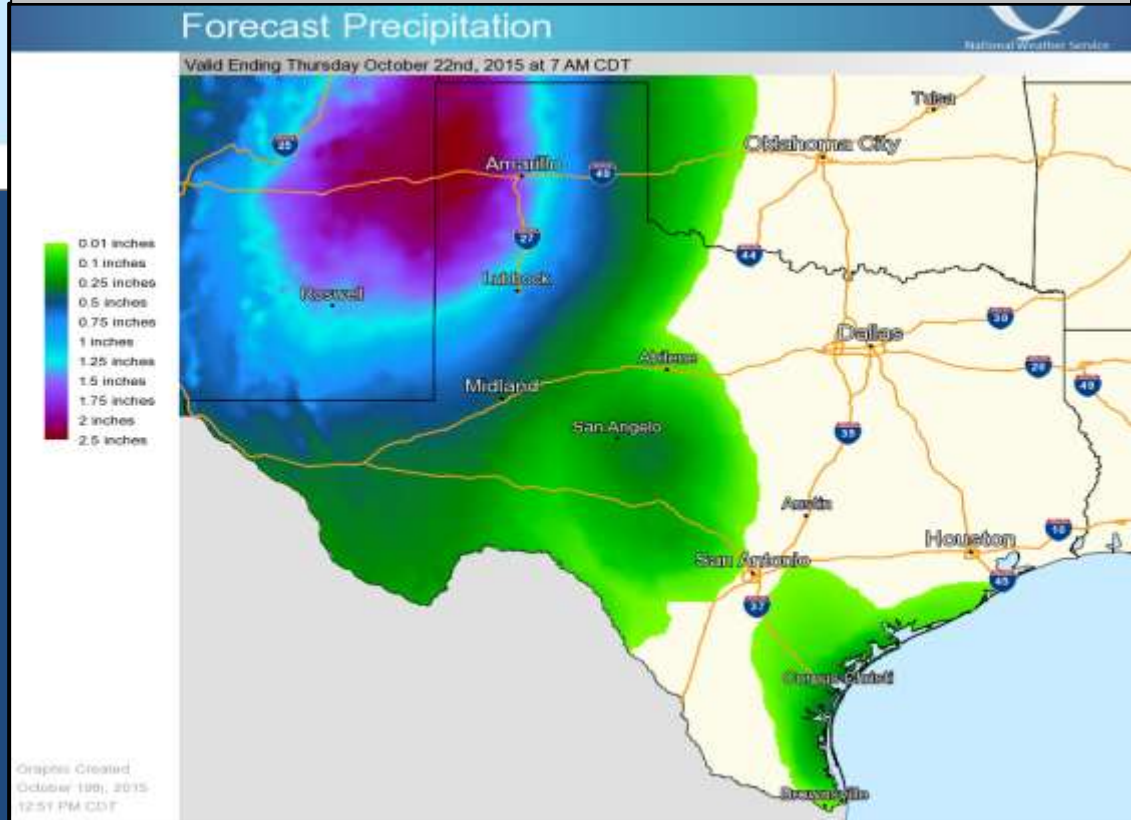 Forecast Precipitation
National Weather Service
Valid Ending Thursday October 22nd, 2015 at 7 AM CDT
Tulsa
Oklahoma City
25
Amarillo
40
27
44
Lubbock
Roswell
30
Dallas
Abilene
20
49
Midland
San Angelo
35
Austin
10
Houston
San Antonio
45
37
Corpus Christi
Brownsville
0.01 inches
0.1 inches
0.25 inches
0.5 inches
0.75 inches
1 inches
1.25 inches
1.5 inches
1.75 inches
2 inches
2.5 inches
Graphic Created
October 19th, 2015
12:51 PM CDT